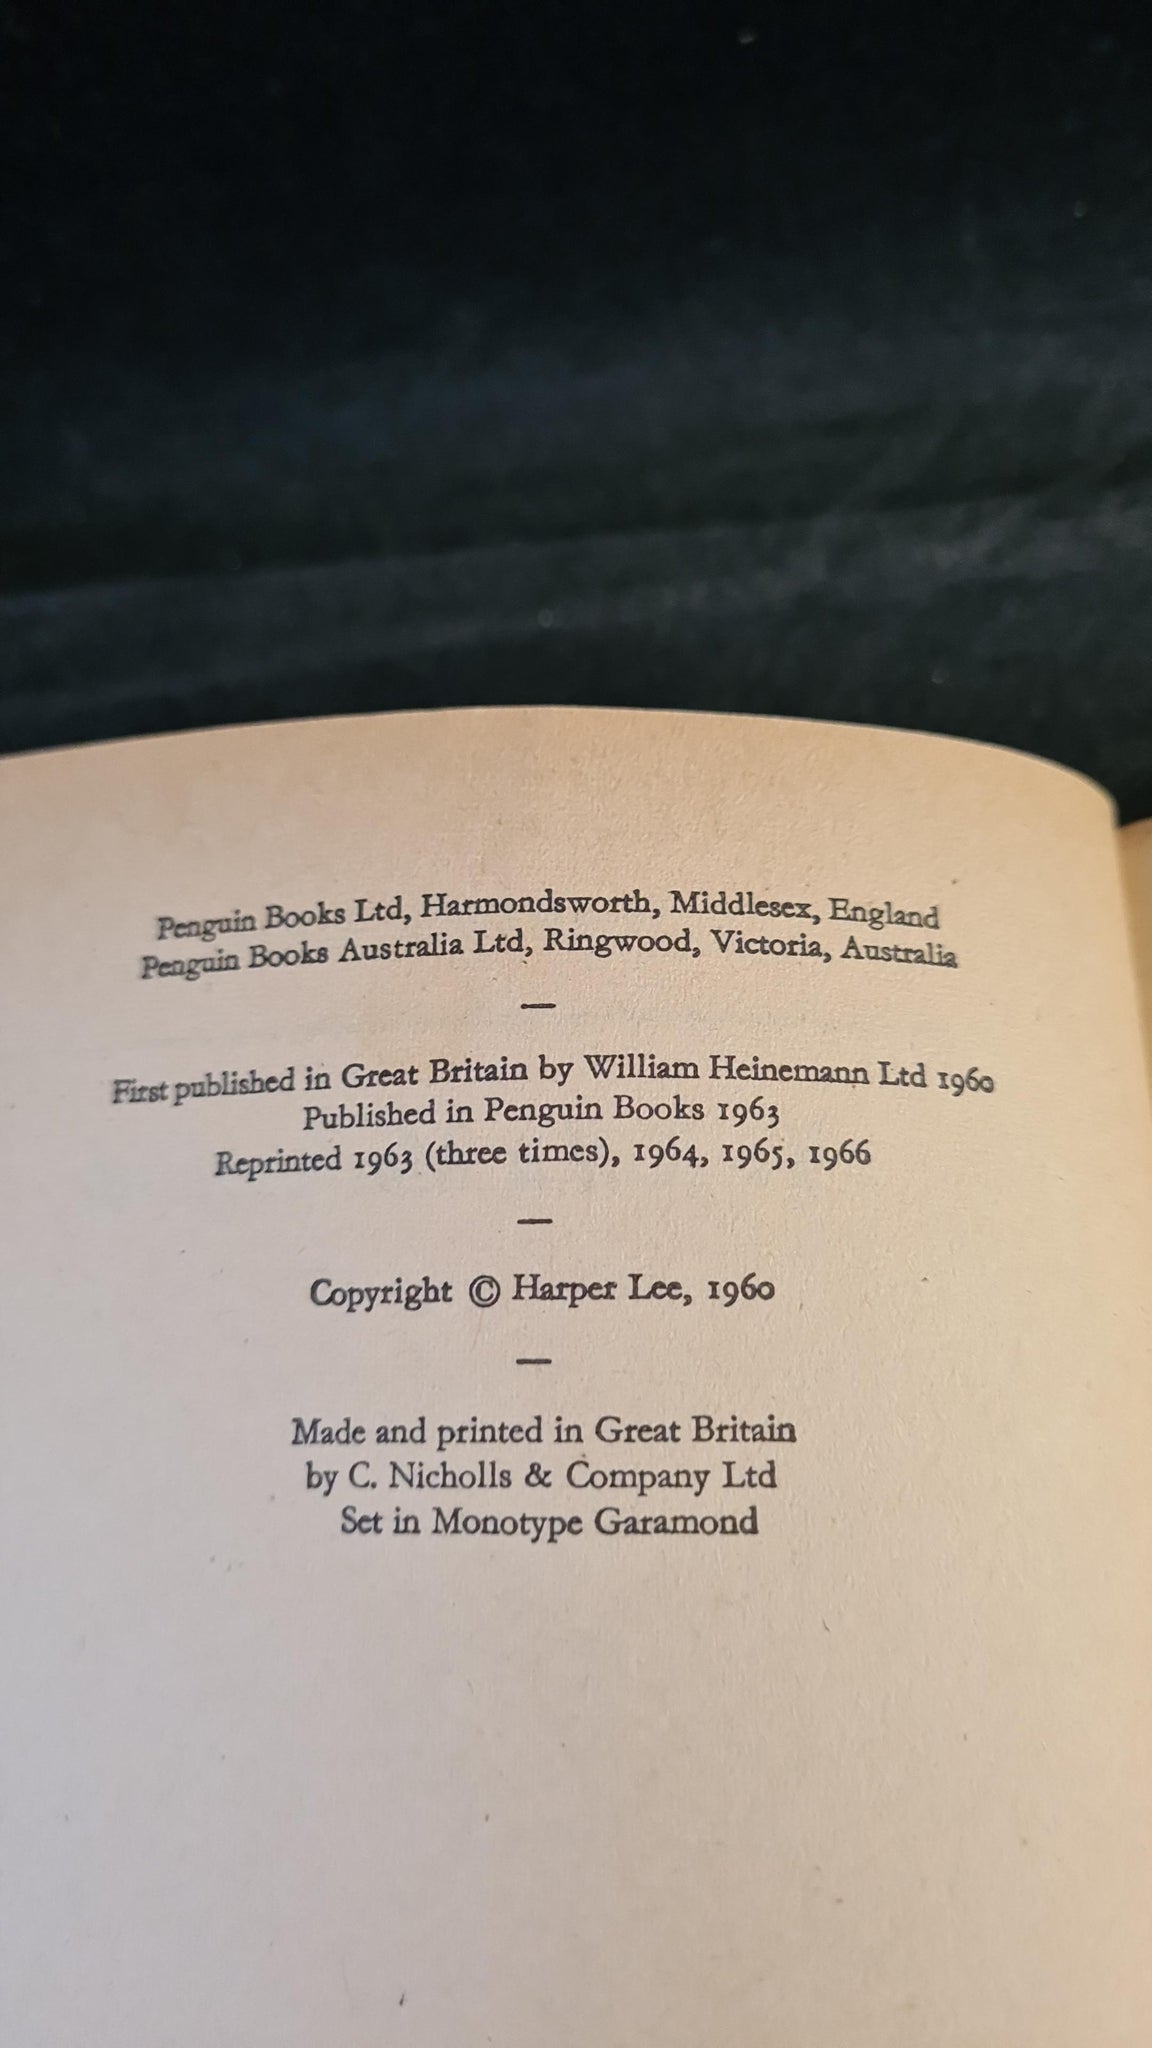 Penguin Books Ltd, Harmondsworth, Middlesex, England
Penguin Books Australia Ltd, Ringwood, Victoria, Australia
—
First published in Great Britain by William Heinemann Ltd 1960
Published in Penguin Books 1963
Reprinted 1963 (three times), 1964, 1965, 1966
—
Copyright © Harper Lee, 1960
—
Made and printed in Great Britain
by C. Nicholls & Company Ltd
Set in Monotype Garamond